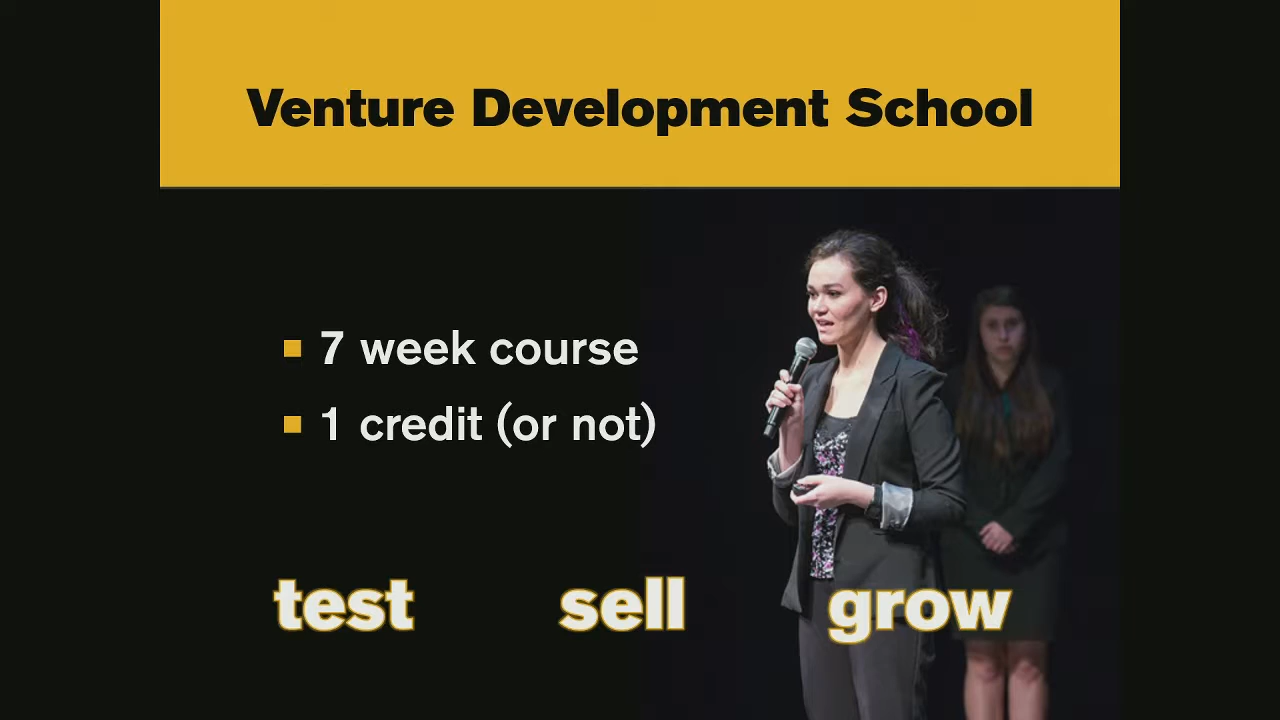 Venture Development School
7 week course
1 credit (or not)
test sell grow